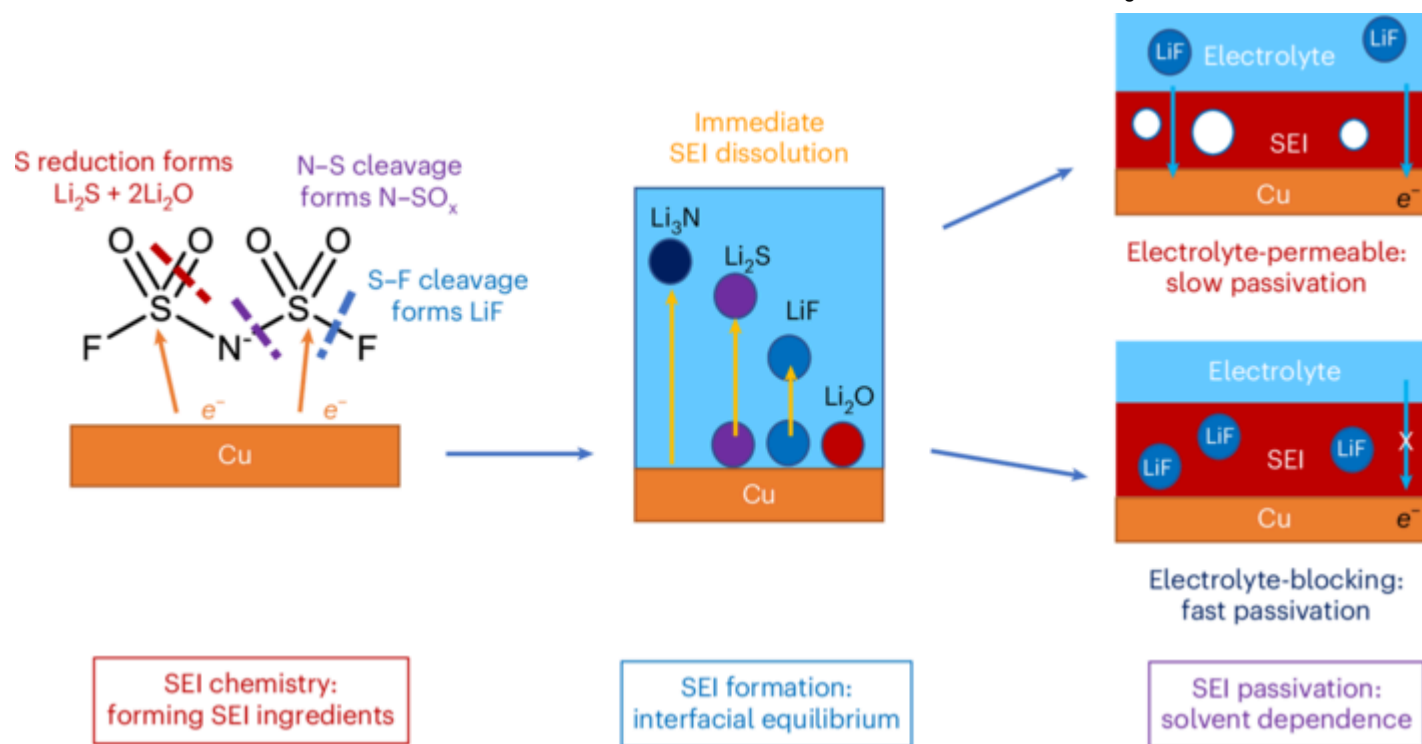 S reduction forms
Li₂S + 2Li₂O
N–S cleavage
forms N–SOₓ
S–F cleavage
forms LiF
O
O
O
O
S
S
F
N⁻
F
e⁻
e⁻
Cu
SEI chemistry:
forming SEI ingredients
Immediate
SEI dissolution
Li₃N
Li₂S
LiF
Li₂O
Cu
SEI formation:
interfacial equilibrium
LiF
Electrolyte
LiF
SEI
Cu
e⁻
Electrolyte-permeable:
slow passivation
Electrolyte
LiF
LiF
SEI
LiF
X
Cu
e⁻
Electrolyte-blocking:
fast passivation
SEI passivation:
solvent dependence